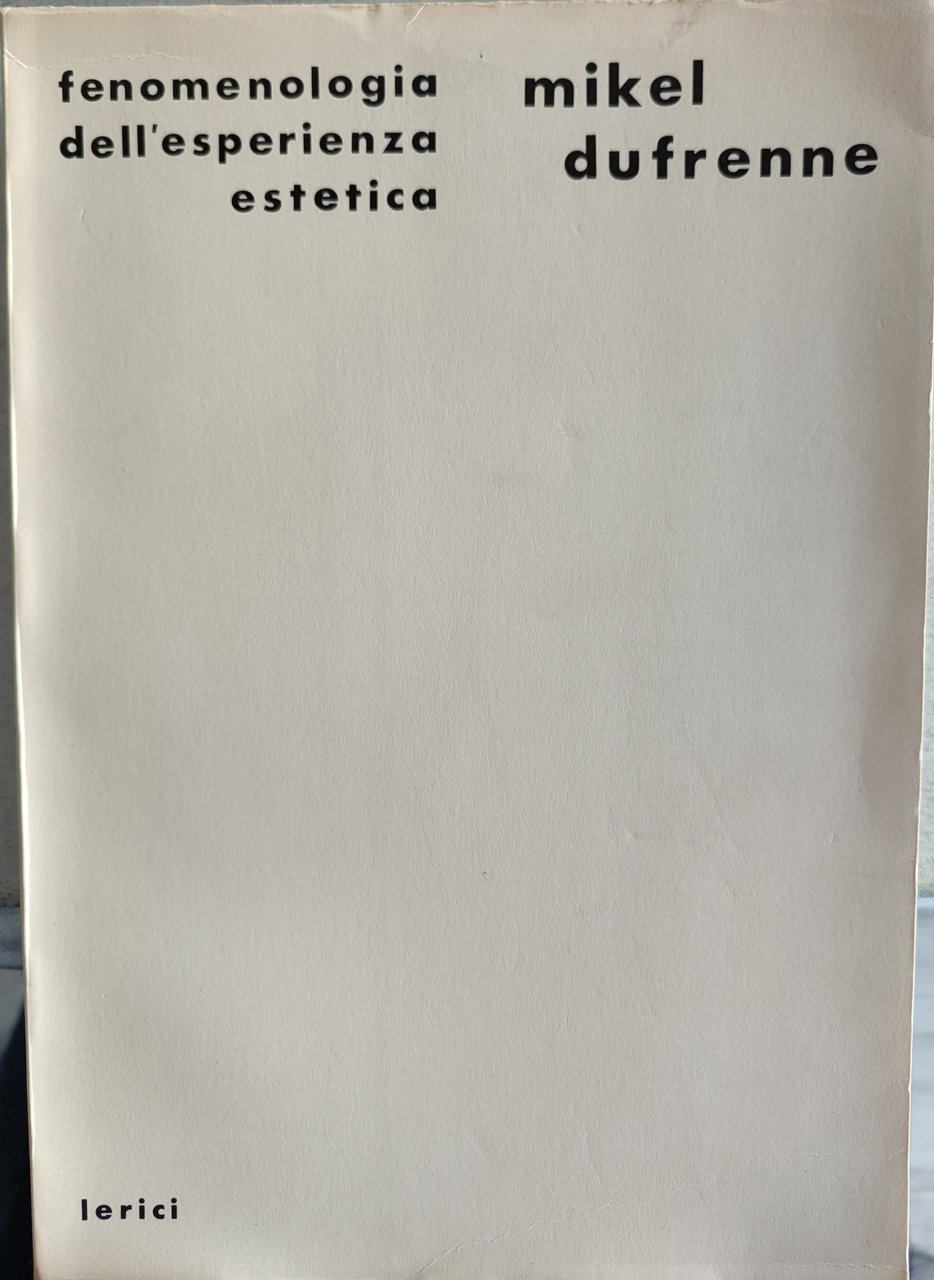 fenomenologia
dell'esperienza
estetica
mikel
dufrenne
lerici